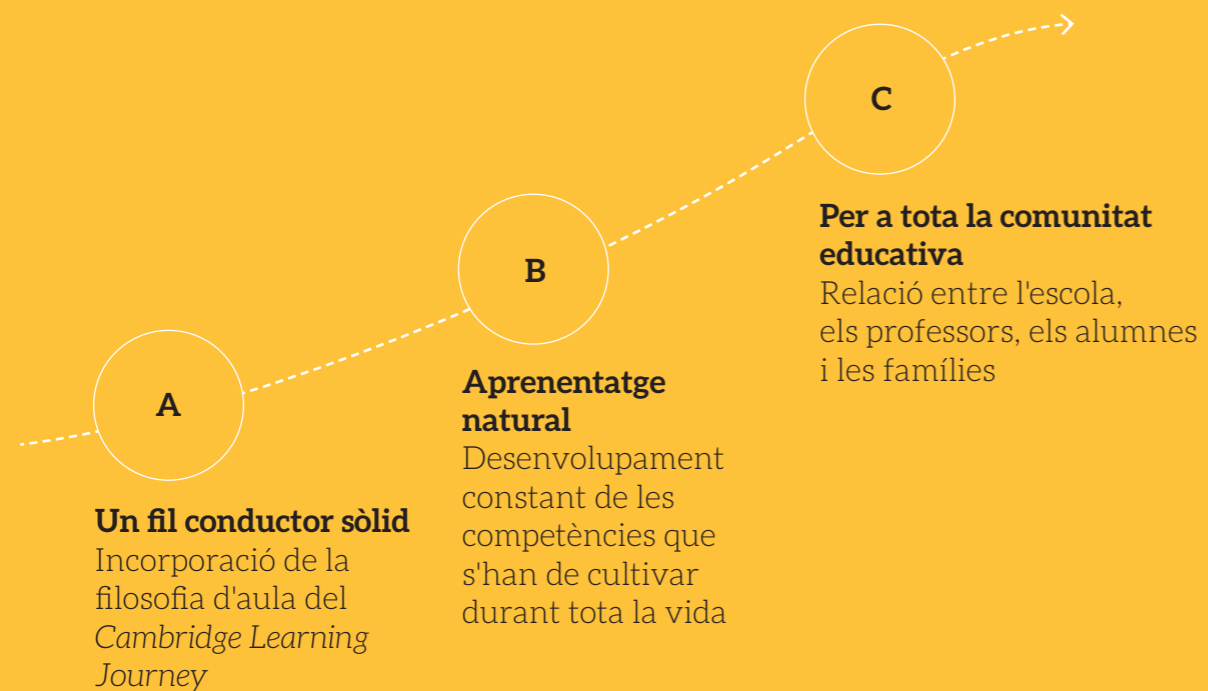 A
Un fil conductor sòlid
Incorporació de la
filosofia d'aula del
Cambridge Learning
Journey
B
Aprenentatge
natural
Desenvolupament
constant de les
competències que
s'han de cultivar
durant tota la vida
C
Per a tota la comunitat
educativa
Relació entre l'escola,
els professors, els alumnes
i les famílies